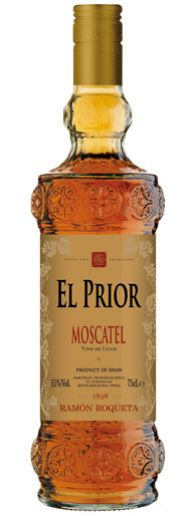 EL PRIOR
MOSCATEL
VINO DE LICOR
PRODUCT OF SPAIN
15%Vol. 75cl.e
1898
RAMÓN ROQUETA